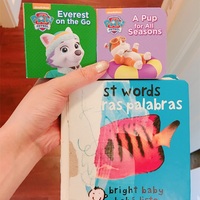 PAW PATROL
Everest
on the Go
PAW PATROL
A Pup
for All
Seasons
st words
ras palabras
bright baby